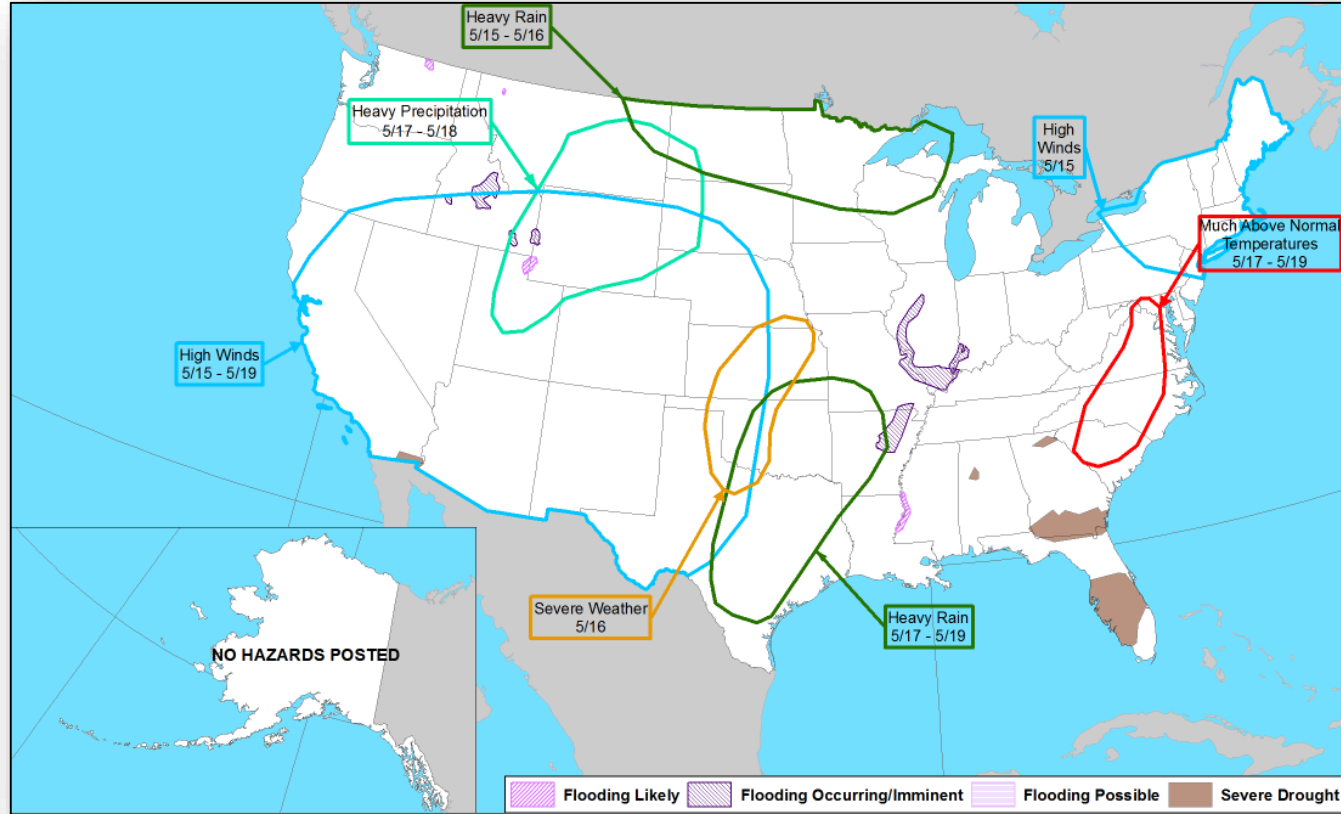 Heavy Rain
5/15 - 5/16
Heavy Precipitation
5/17 - 5/18
High
Winds
5/15
Much Above Normal
Temperatures
5/17 - 5/19
High Winds
5/15 - 5/19
Severe Weather
5/16
Heavy Rain
5/17 - 5/19
NO HAZARDS POSTED
Flooding Likely
Flooding Occurring/Imminent
Flooding Possible
Severe Drought